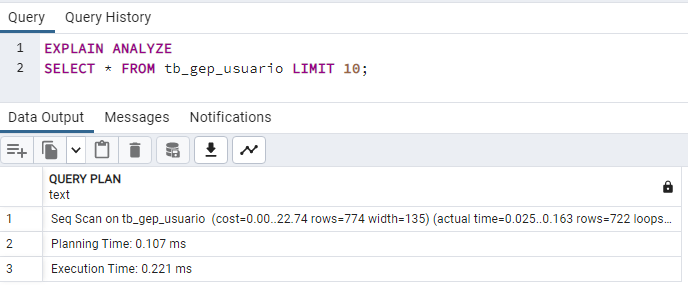 Query Query History
1 EXPLAIN ANALYZE
2 SELECT * FROM tb_gep_usuario LIMIT 10;
Data Output Messages Notifications
QUERY PLAN
text
1 Seq Scan on tb_gep_usuario (cost=0.00..22.74 rows=774 width=135) (actual time=0.025..0.163 rows=722 loops...
2 Planning Time: 0.107 ms
3 Execution Time: 0.221 ms